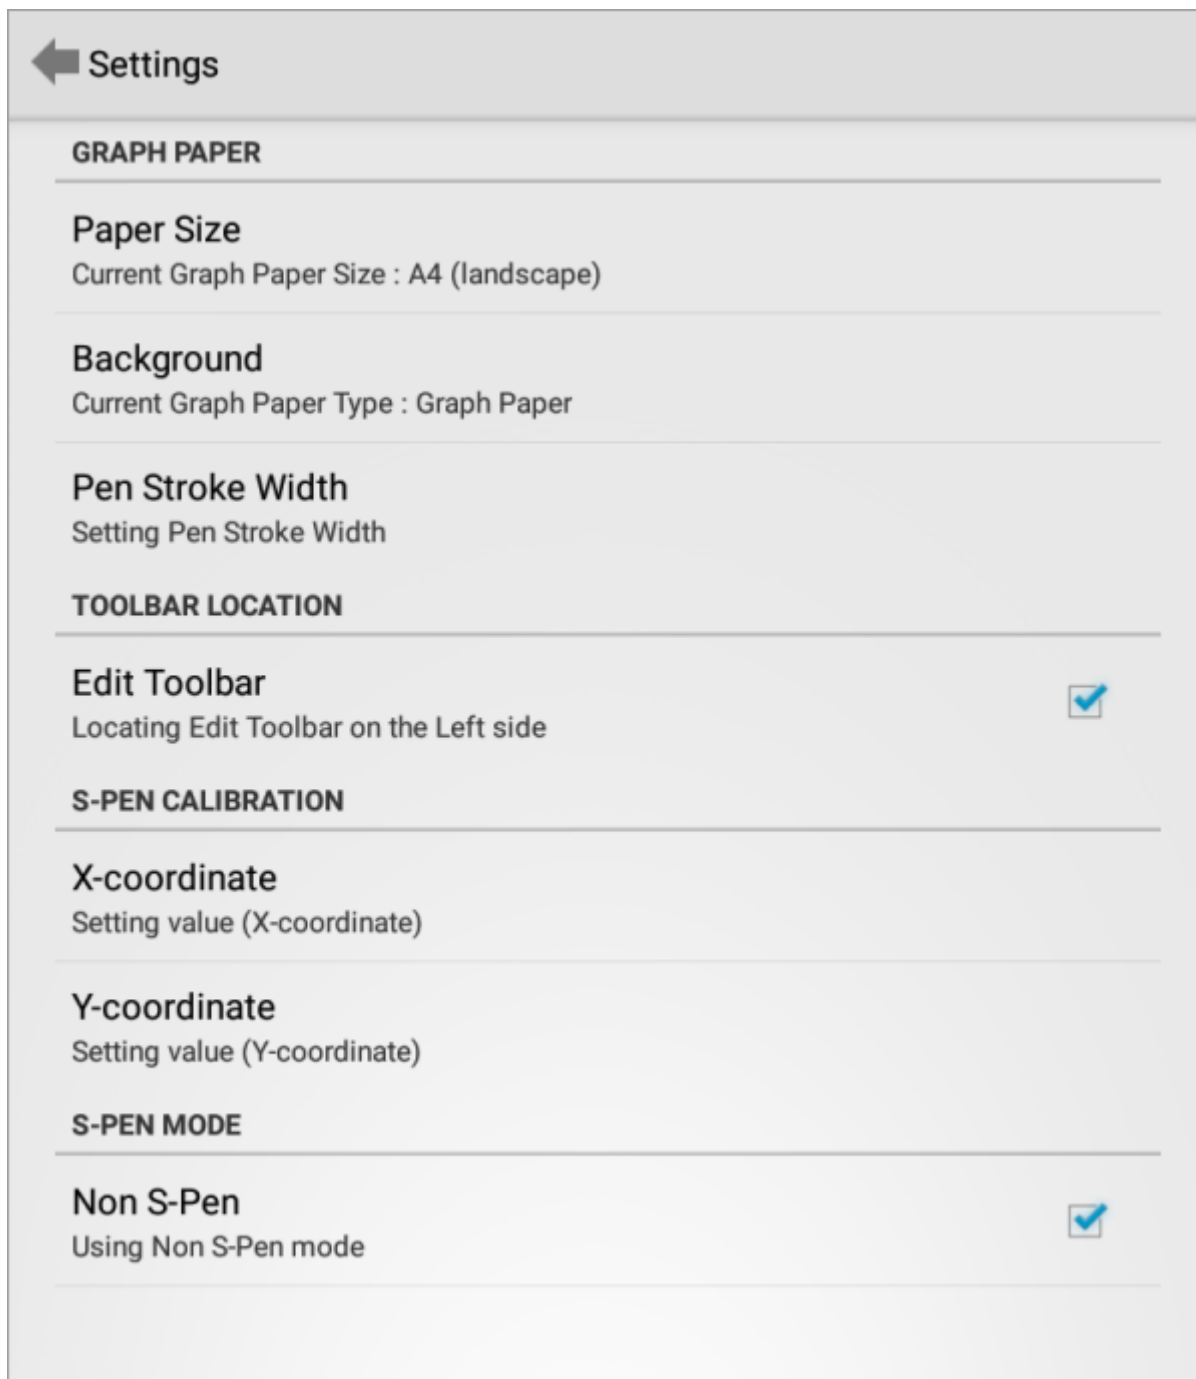 Settings
GRAPH PAPER
Paper Size
Current Graph Paper Size : A4 (landscape)
Background
Current Graph Paper Type : Graph Paper
Pen Stroke Width
Setting Pen Stroke Width
TOOLBAR LOCATION
Edit Toolbar
Locating Edit Toolbar on the Left side
S-PEN CALIBRATION
X-coordinate
Setting value (X-coordinate)
Y-coordinate
Setting value (Y-coordinate)
S-PEN MODE
Non S-Pen
Using Non S-Pen mode